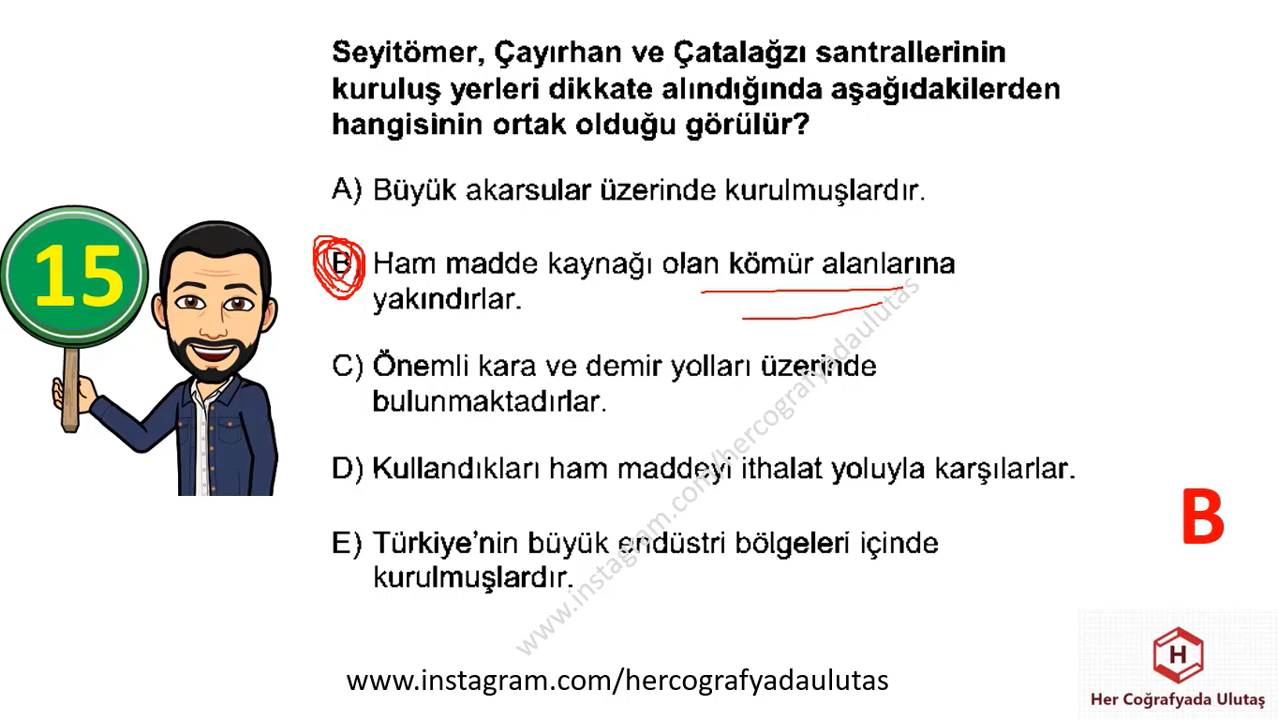 Seyitömer, Çayırhan ve Çatalağzı santrallerinin
kuruluş yerleri dikkate alındığında aşağıdakilerden
hangisinin ortak olduğu görülür?
A) Büyük akarsular üzerinde kurulmuşlardır.
15
B) Ham madde kaynağı olan kömür alanlarına
yakındırlar.
C) Önemli kara ve demir yolları üzerinde
bulunmaktadırlar.
D) Kullandıkları ham maddeyi ithalat yoluyla karşılarlar.
B
E) Türkiye’nin büyük endüstri bölgeleri içinde
kurulmuşlardır.
www.instagram.com/hercografyadaulutas
www.instagram.com/hercografyadaulutas
H
Her Coğrafyada Ulutaş